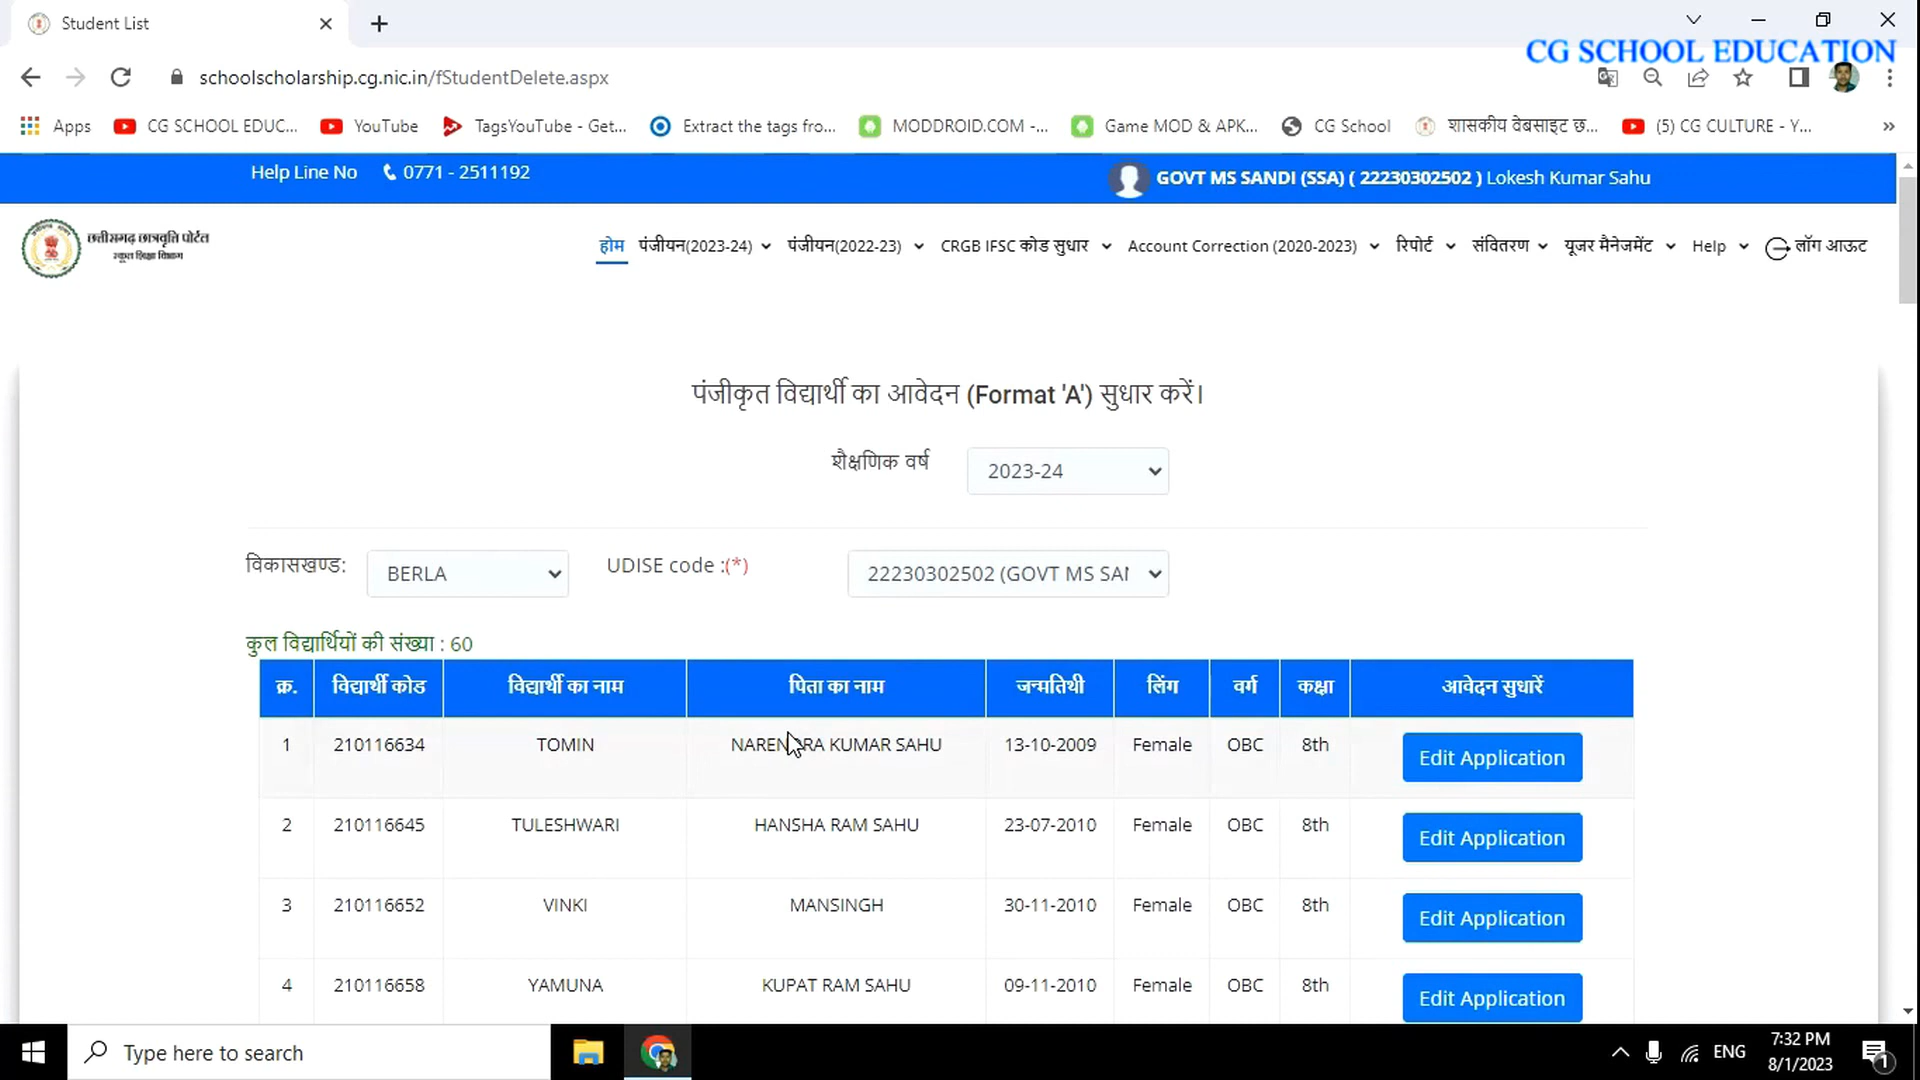 Student List
CG SCHOOL EDUCATION
schoolscholarship.cg.nic.in/fStudentDelete.aspx
Apps CG SCHOOL EDUC... YouTube TagsYouTube - Get... Extract the tags fro... MODDROID.COM -... Game MOD & APK... CG School शासकीय वेबसाइट छ... (5) CG CULTURE - Y... »
Help Line No 0771 - 2511192 GOVT MS SANDI (SSA) ( 22230302502 ) Lokesh Kumar Sahu
छत्तीसगढ़ छात्रवृति पोर्टल
स्कूल शिक्षा विभाग
होम पंजीयन(2023-24) पंजीयन(2022-23) CRGB IFSC कोड सुधार Account Correction (2020-2023) रिपोर्ट संवितरण यूजर मैनेजमेंट Help लॉग आऊट
पंजीकृत विद्यार्थी का आवेदन (Format 'A') सुधार करें।
शैक्षणिक वर्ष 2023-24
विकासखण्ड: BERLA UDISE code :(*) 22230302502 (GOVT MS SAN
कुल विद्यार्थियों की संख्या : 60
क्र. विद्यार्थी कोड विद्यार्थी का नाम पिता का नाम जन्मतिथी लिंग वर्ग कक्षा आवेदन सुधारें
1 210116634 TOMIN NARENDRA KUMAR SAHU 13-10-2009 Female OBC 8th Edit Application
2 210116645 TULESHWARI HANSHA RAM SAHU 23-07-2010 Female OBC 8th Edit Application
3 210116652 VINKI MANSINGH 30-11-2010 Female OBC 8th Edit Application
4 210116658 YAMUNA KUPAT RAM SAHU 09-11-2010 Female OBC 8th Edit Application
Type here to search ENG 7:32 PM
8/1/2023 1